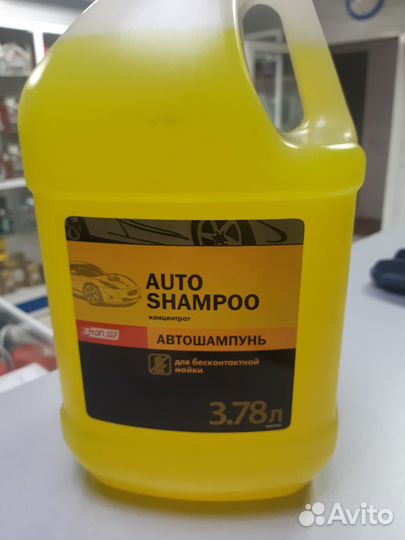 AUTO
SHAMPOO
концентрат
АВТОШАМПУНЬ
для бесконтактной
мойки
3.78л
Avito